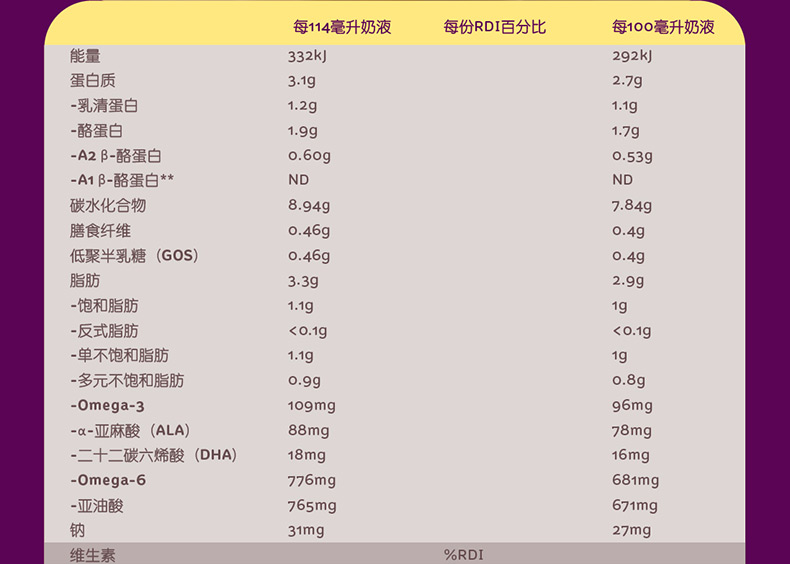 每114毫升奶液 每份RDI百分比 每100毫升奶液
能量 332kJ 292kJ
蛋白质 3.1g 2.7g
-乳清蛋白 1.2g 1.1g
-酪蛋白 1.9g 1.7g
-A2 β-酪蛋白 0.60g 0.53g
-A1 β-酪蛋白** ND ND
碳水化合物 8.94g 7.84g
膳食纤维 0.46g 0.4g
低聚半乳糖（GOS） 0.46g 0.4g
脂肪 3.3g 2.9g
-饱和脂肪 1.1g 1g
-反式脂肪 <0.1g <0.1g
-单不饱和脂肪 1.1g 1g
-多元不饱和脂肪 0.9g 0.8g
-Omega-3 109mg 96mg
-α-亚麻酸（ALA） 88mg 78mg
-二十二碳六烯酸（DHA） 18mg 16mg
-Omega-6 776mg 681mg
-亚油酸 765mg 671mg
钠 31mg 27mg
维生素 %RDI